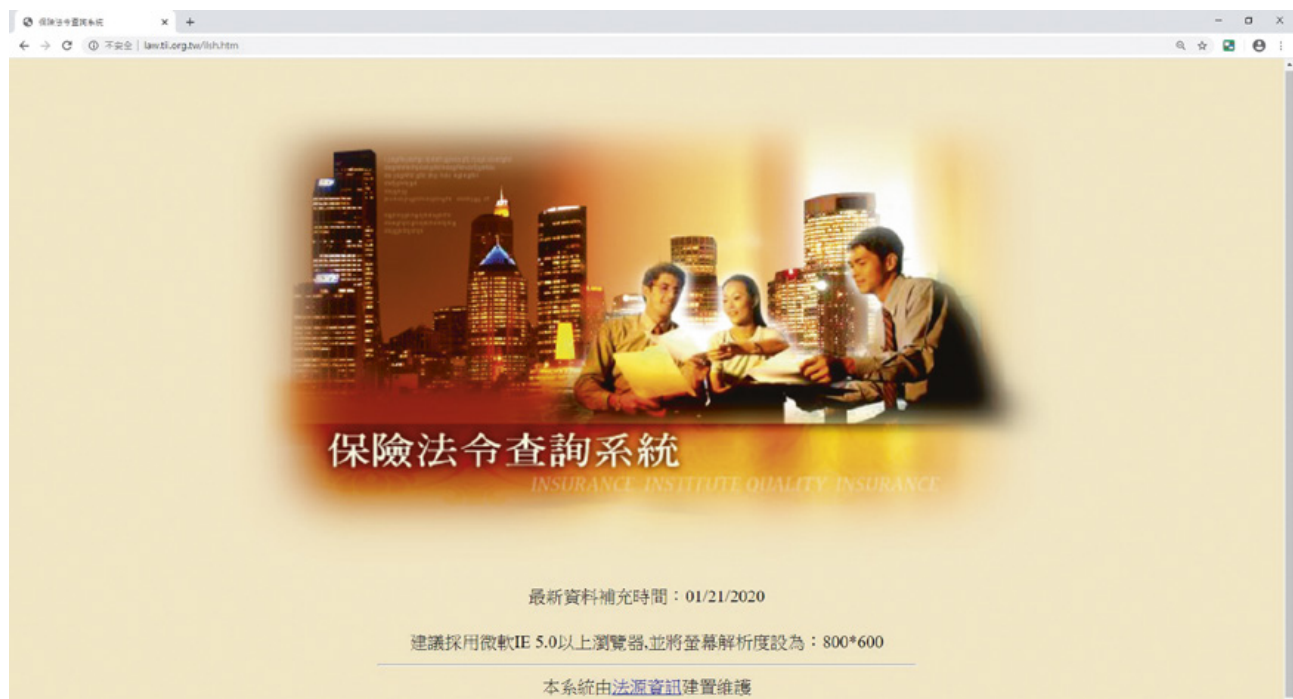 保險法令查詢系統
不安全 | law.tii.org.tw/ilsh.htm
保險法令查詢系統
INSURANCE INSTITUTE QUALITY INSURANCE
最新資料補充時間：01/21/2020
建議採用微軟IE 5.0以上瀏覽器,並將螢幕解析度設為：800*600
本系統由法源資訊建置維護